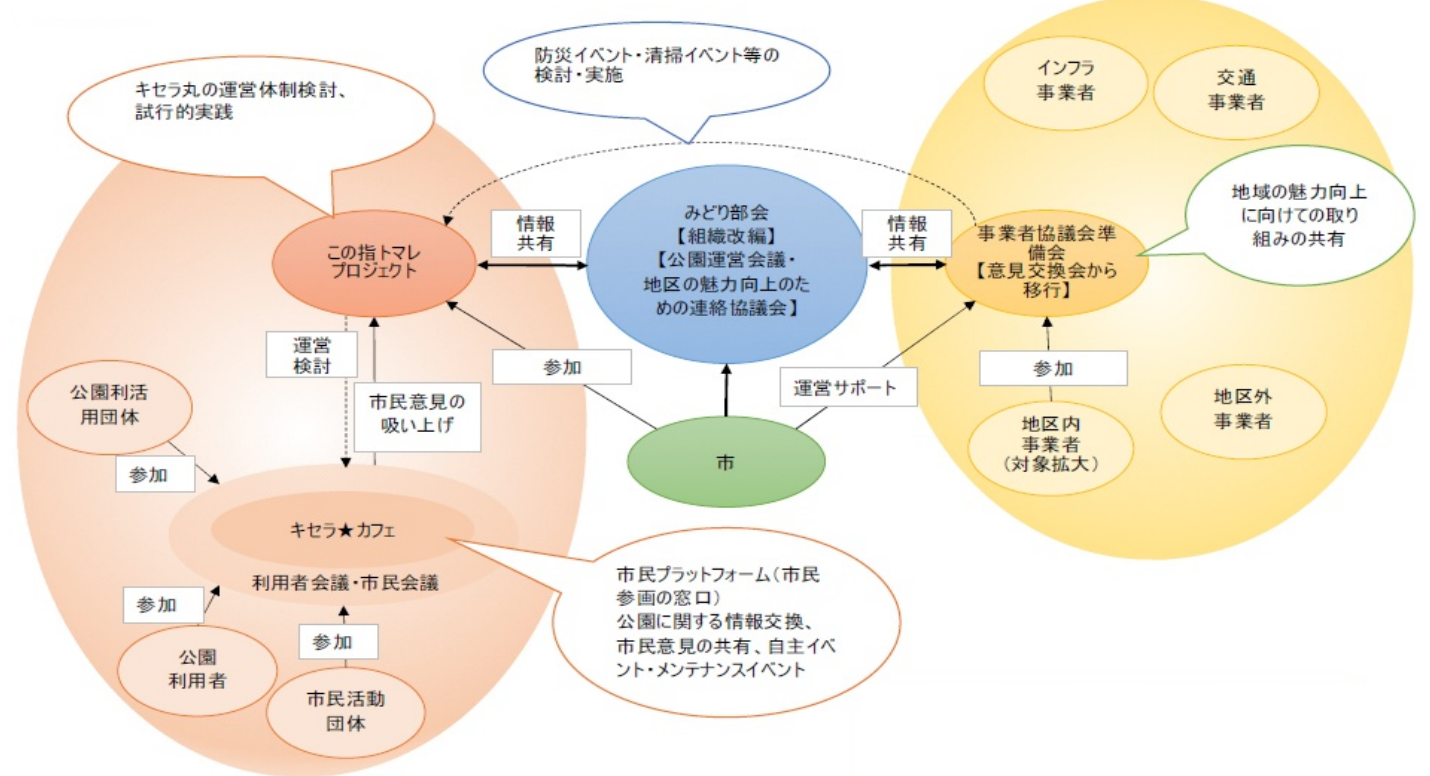 防災イベント・清掃イベント等の
検討・実施
キセラ丸の運営体制検討、
試行的実践
インフラ
事業者
交通
事業者
地域の魅力向上
に向けての取り
組みの共有
この指トマレ
プロジェクト
情報
共有
みどり部会
【組織改編】
【公園運営会議・
地区の魅力向上のた
めの連絡協議会】
情報
共有
事業者協議会準
備会
【意見交換会から
移行】
運営
検討
市民意見の
吸い上げ
参加
運営サポート
参加
公園利活
用団体
参加
市
地区内
事業者
（対象拡大）
地区外
事業者
キセラ★カフェ
利用者会議・市民会議
参加
公園
利用者
参加
市民活動
団体
市民プラットフォーム（市民
参画の窓口）
公園に関する情報交換、
市民意見の共有、自主イベ
ント・メンテナンスイベント